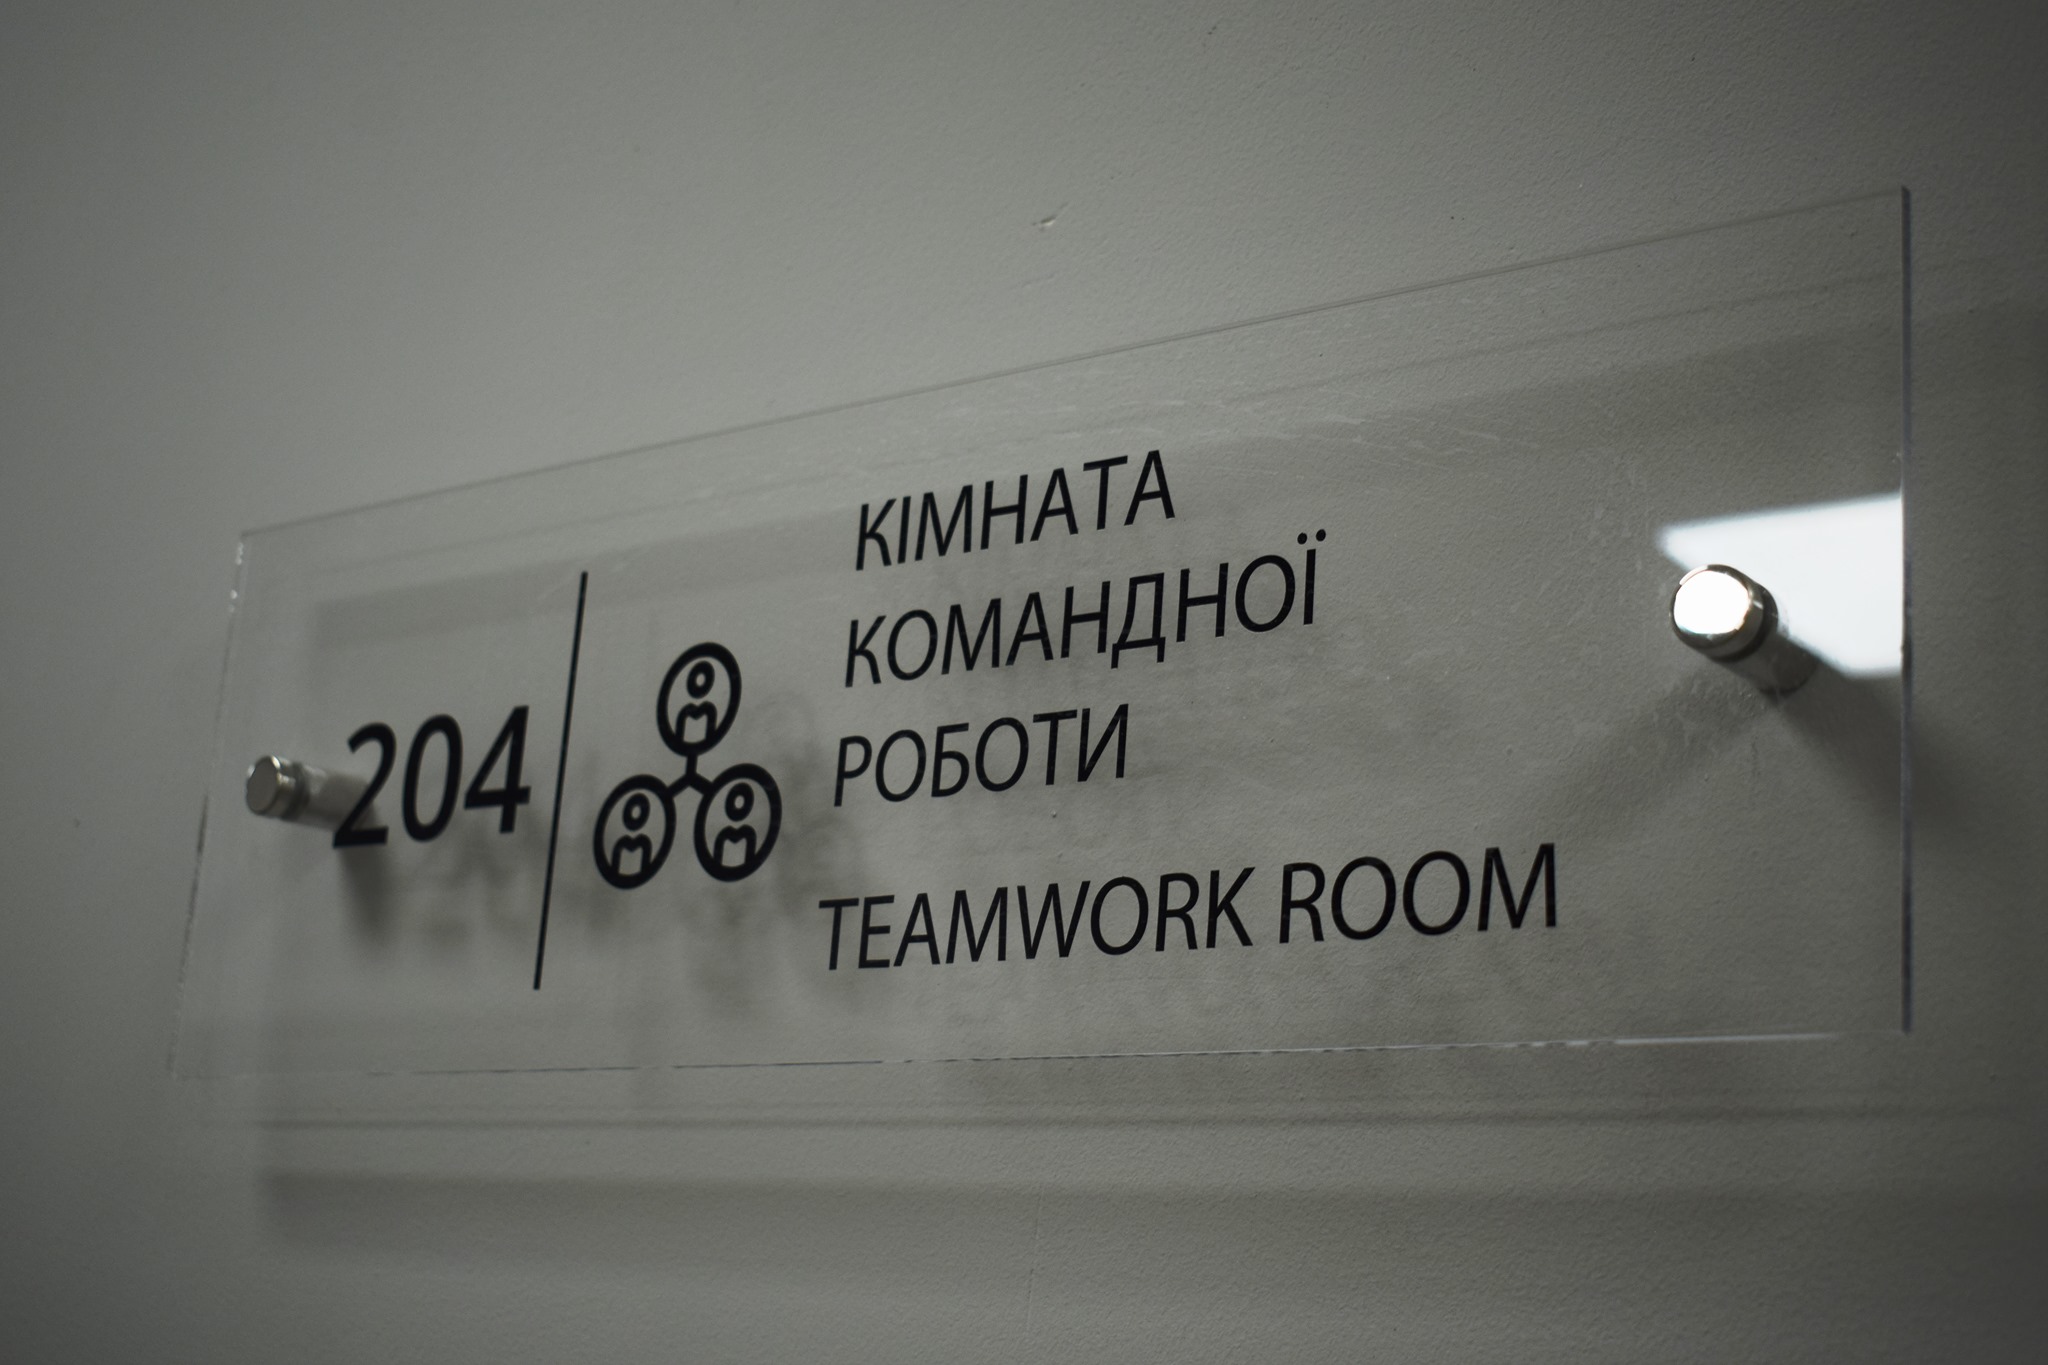 204
КІМНАТА
КОМАНДНОЇ
РОБОТИ
TEAMWORK ROOM